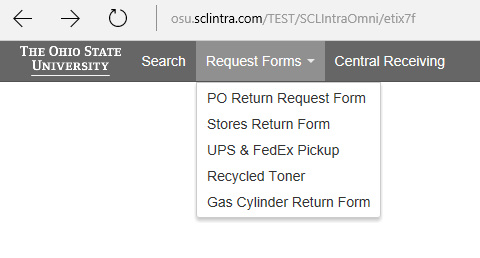 osu.sclintra.com/TEST/SCLIntraOmni/etix7f
THE OHIO STATE
UNIVERSITY
Search
Request Forms
Central Receiving
PO Return Request Form
Stores Return Form
UPS & FedEx Pickup
Recycled Toner
Gas Cylinder Return Form